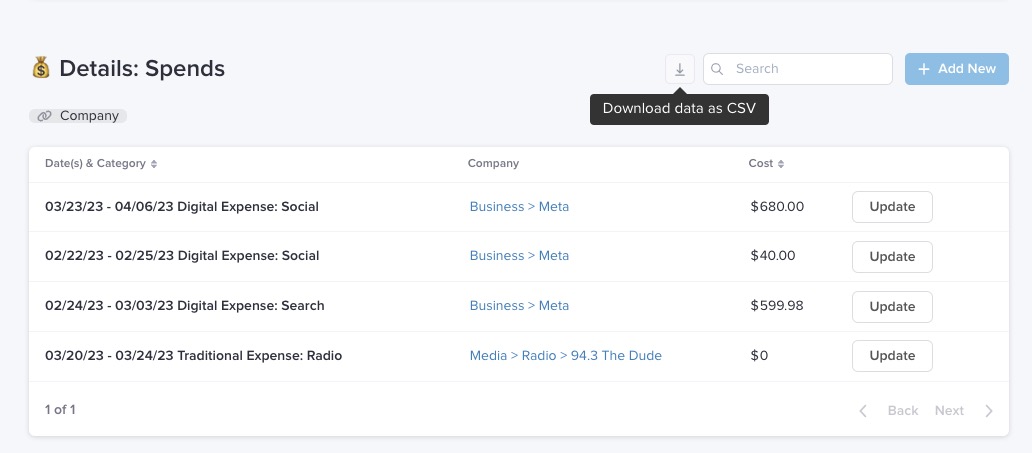 Details: Spends
Search
+ Add New
Download data as CSV
Company
Date(s) & Category Company Cost
03/23/23 - 04/06/23 Digital Expense: Social Business > Meta $680.00 Update
02/22/23 - 02/25/23 Digital Expense: Social Business > Meta $40.00 Update
02/24/23 - 03/03/23 Digital Expense: Search Business > Meta $599.98 Update
03/20/23 - 03/24/23 Traditional Expense: Radio Media > Radio > 94.3 The Dude $0 Update
1 of 1 Back Next